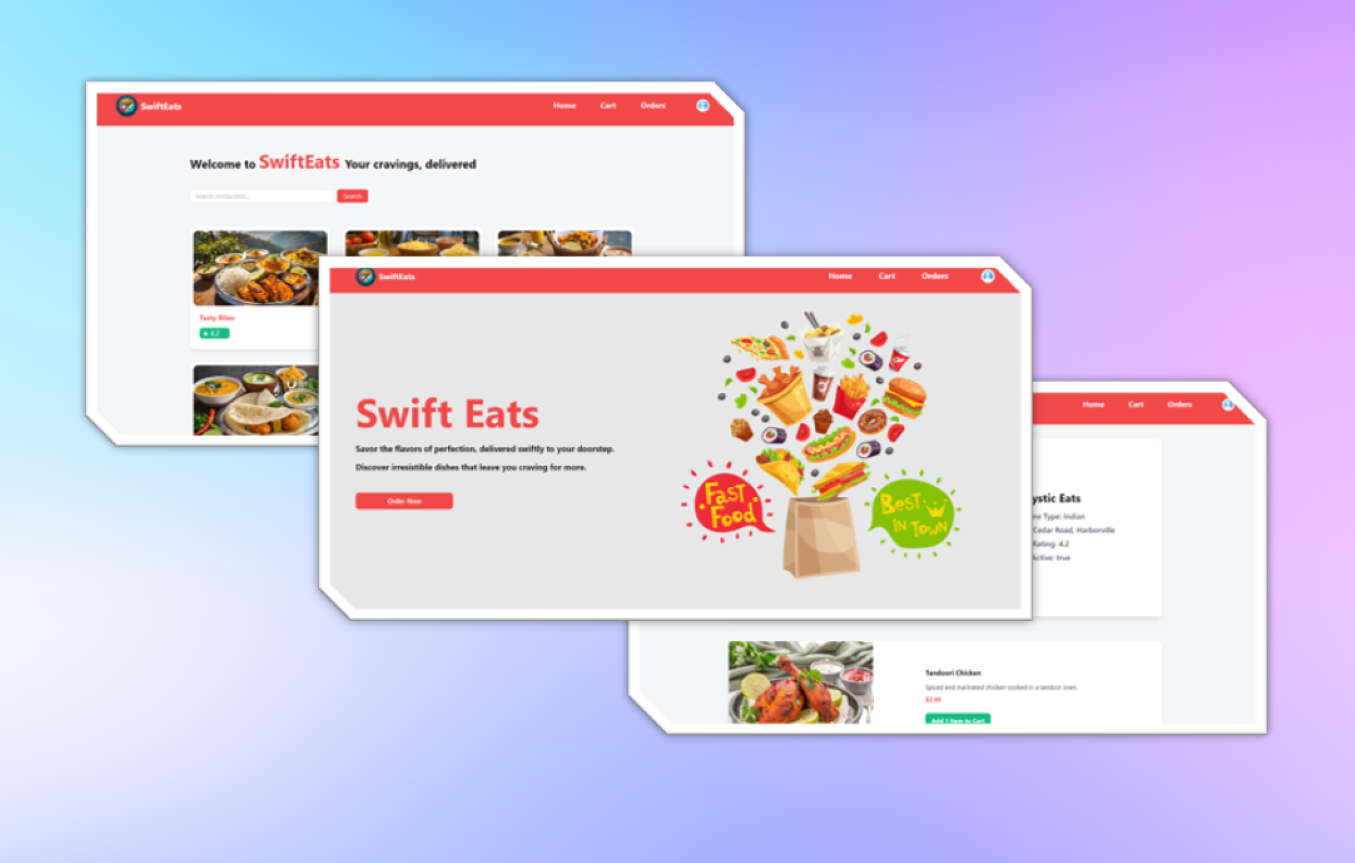 SwiftEats
Home Cart Orders
Welcome to SwiftEats Your cravings, delivered
Search restaurants...
Search
Tasty Bites
4.2
SwiftEats
Home Cart Orders
Swift Eats
Savor the flavors of perfection, delivered swiftly to your doorstep.
Discover irresistible dishes that leave you craving for more.
Order Now
Fast
Food
Best
in Town
Home Cart Orders
ystic Eats
ne Type: Indian
Cedar Road, Harborville
Rating: 4.2
Active: true
Tandoori Chicken
Spiced and marinated chicken cooked in a tandoor oven.
$2.49
Add 1 Item to Cart